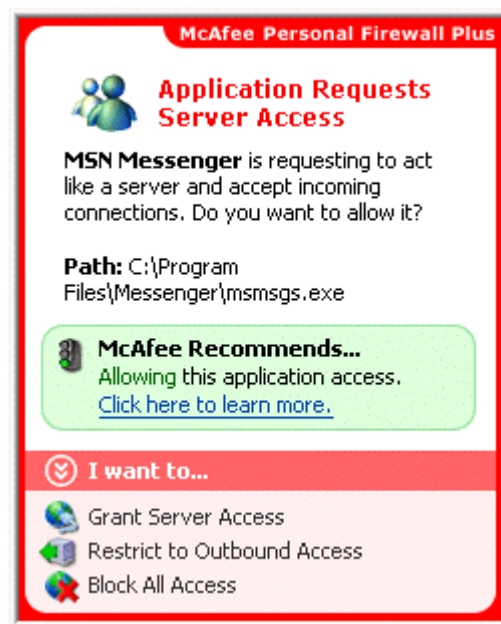 McAfee Personal Firewall Plus
Application Requests
Server Access
MSN Messenger is requesting to act
like a server and accept incoming
connections. Do you want to allow it?
Path: C:\Program
Files\Messenger\msmsgs.exe
McAfee Recommends...
Allowing this application access.
Click here to learn more.
I want to...
Grant Server Access
Restrict to Outbound Access
Block All Access